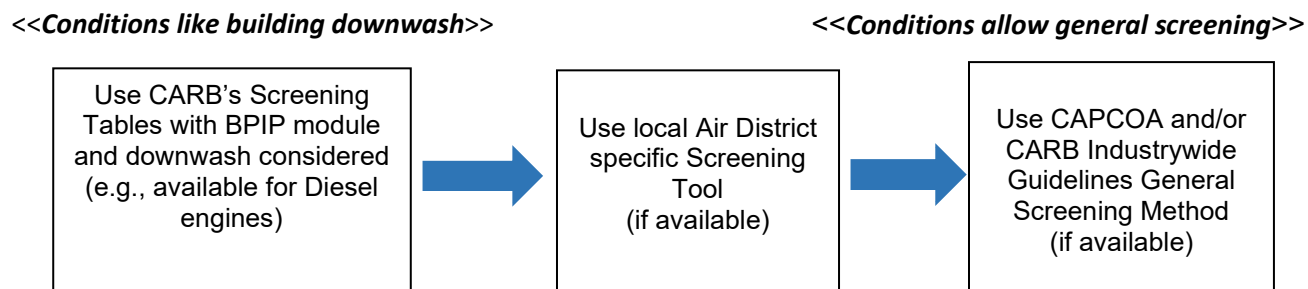 <<Conditions like building downwash>>
<<Conditions allow general screening>>
Use CARB’s Screening
Tables with BPIP module
and downwash considered
(e.g., available for Diesel
engines)
Use local Air District
specific Screening
Tool
(if available)
Use CAPCOA and/or
CARB Industrywide
Guidelines General
Screening Method
(if available)